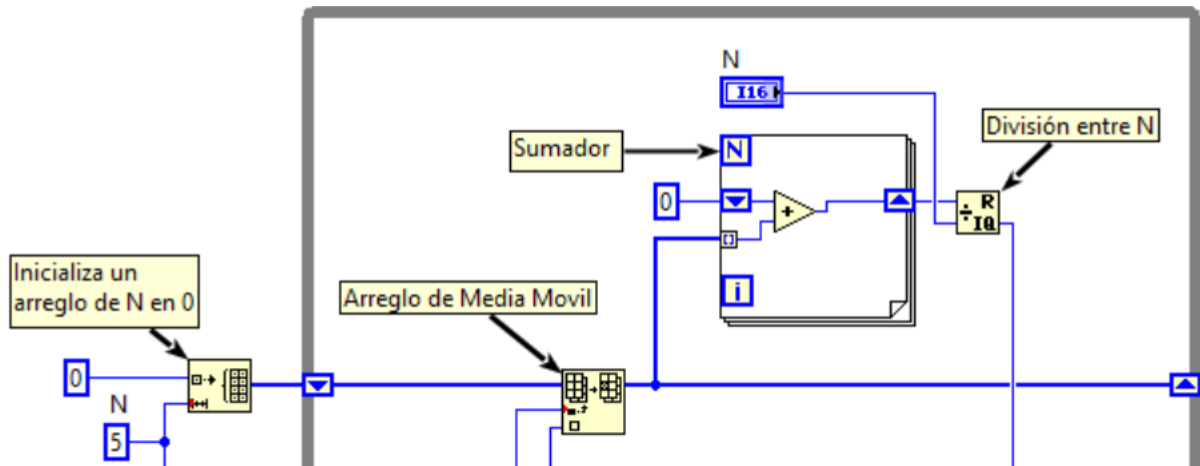 N
I16
División entre N
Sumador
N
0
+
÷ R
IQ
i
Inicializa un
arreglo de N en 0
Arreglo de Media Movil
0
N
5